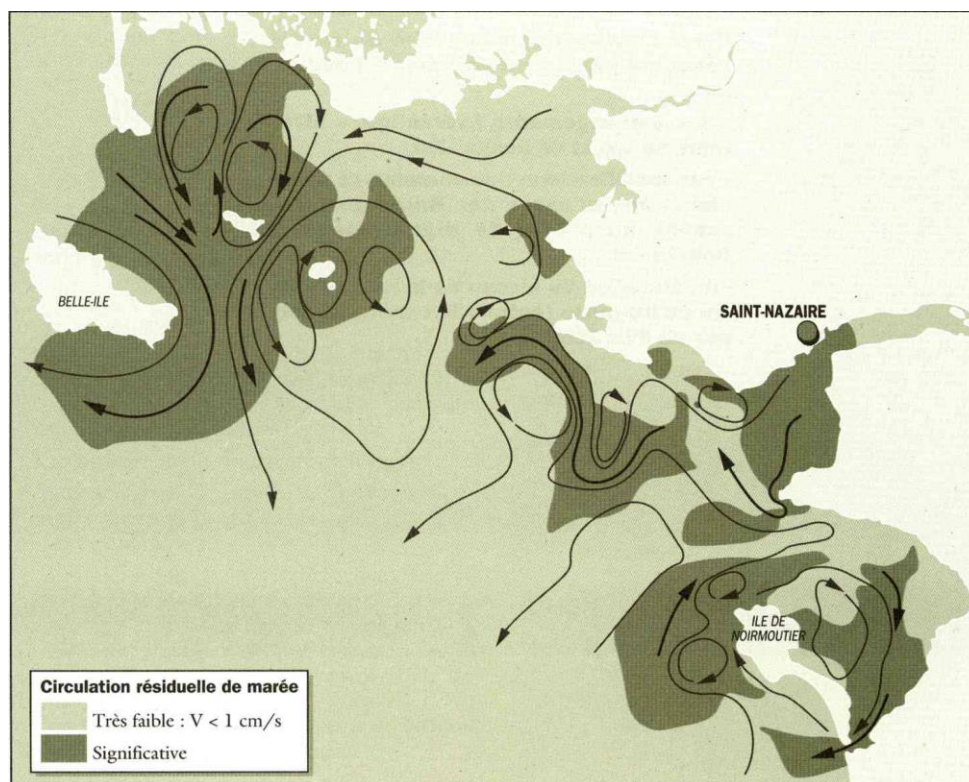 BELLE-ILE
SAINT-NAZAIRE
ILE DE
NOIRMOUTIER
Circulation résiduelle de marée
Très faible : V < 1 cm/s
Significative